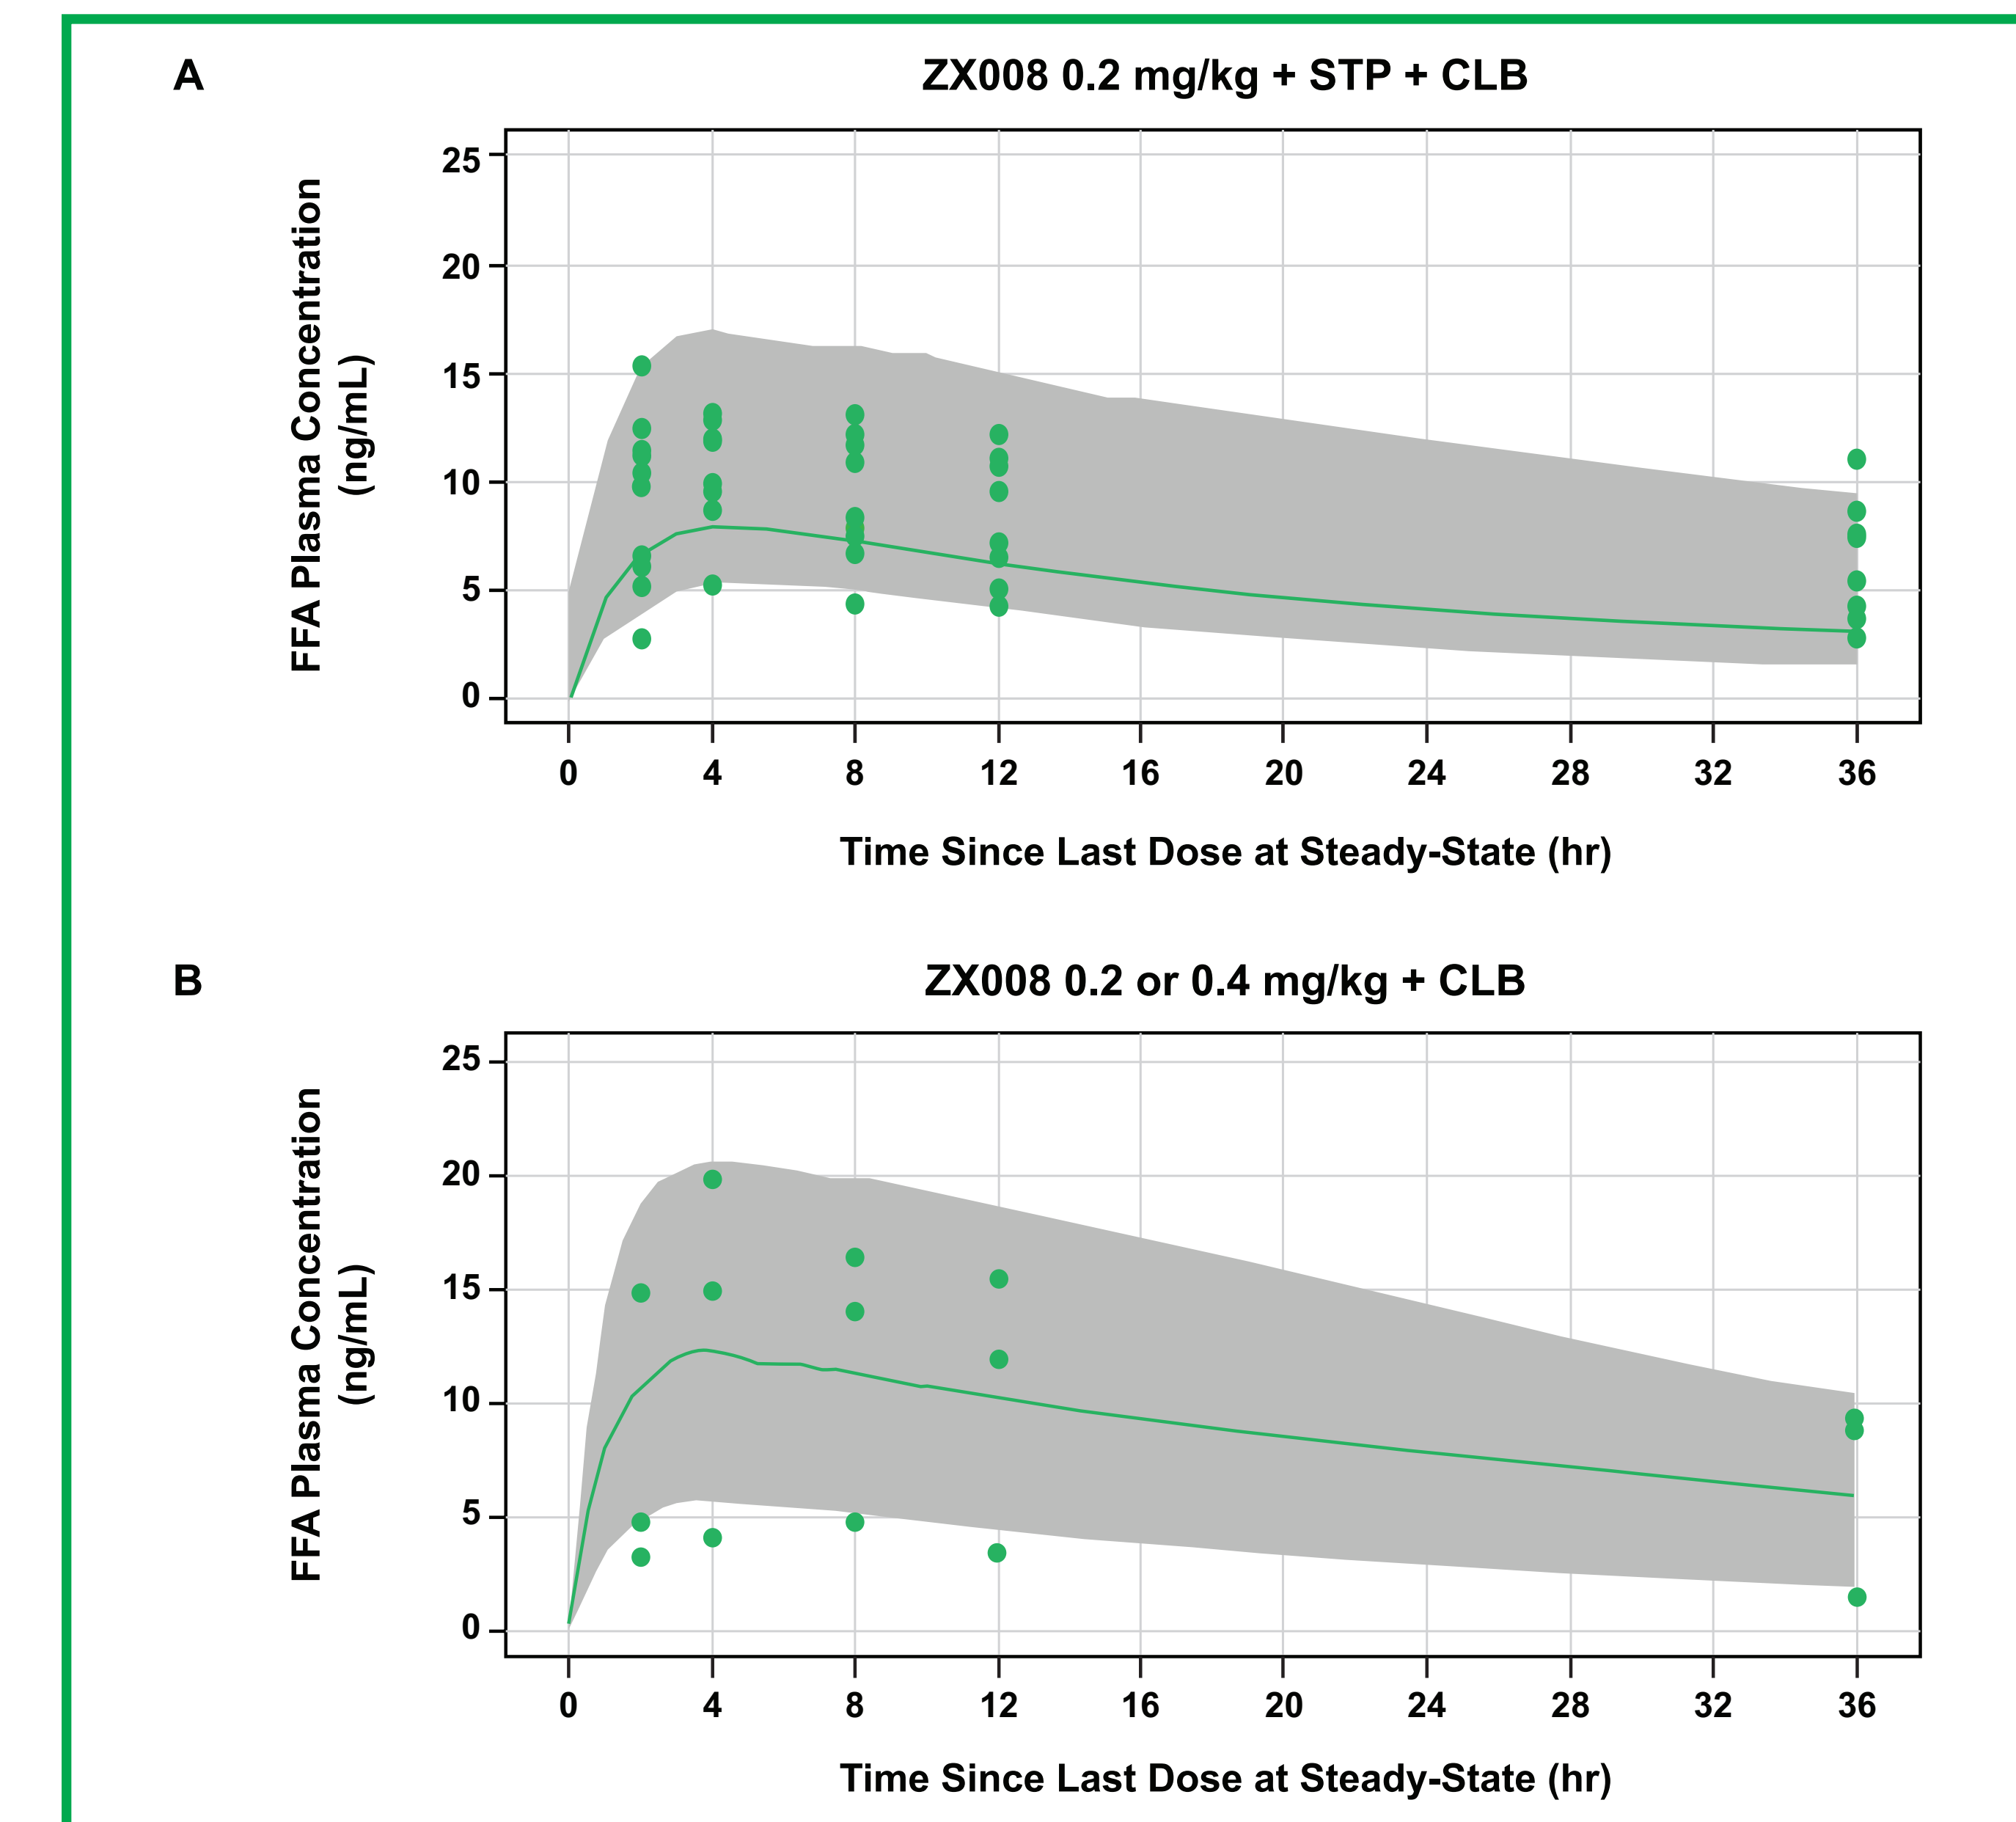 A
ZX008 0.2 mg/kg + STP + CLB
FFA Plasma Concentration
(ng/mL)
25
20
15
10
5
0
0 4 8 12 16 20 24 28 32 36
Time Since Last Dose at Steady-State (hr)
B
ZX008 0.2 or 0.4 mg/kg + CLB
FFA Plasma Concentration
(ng/mL)
25
20
15
10
5
0
0 4 8 12 16 20 24 28 32 36
Time Since Last Dose at Steady-State (hr)